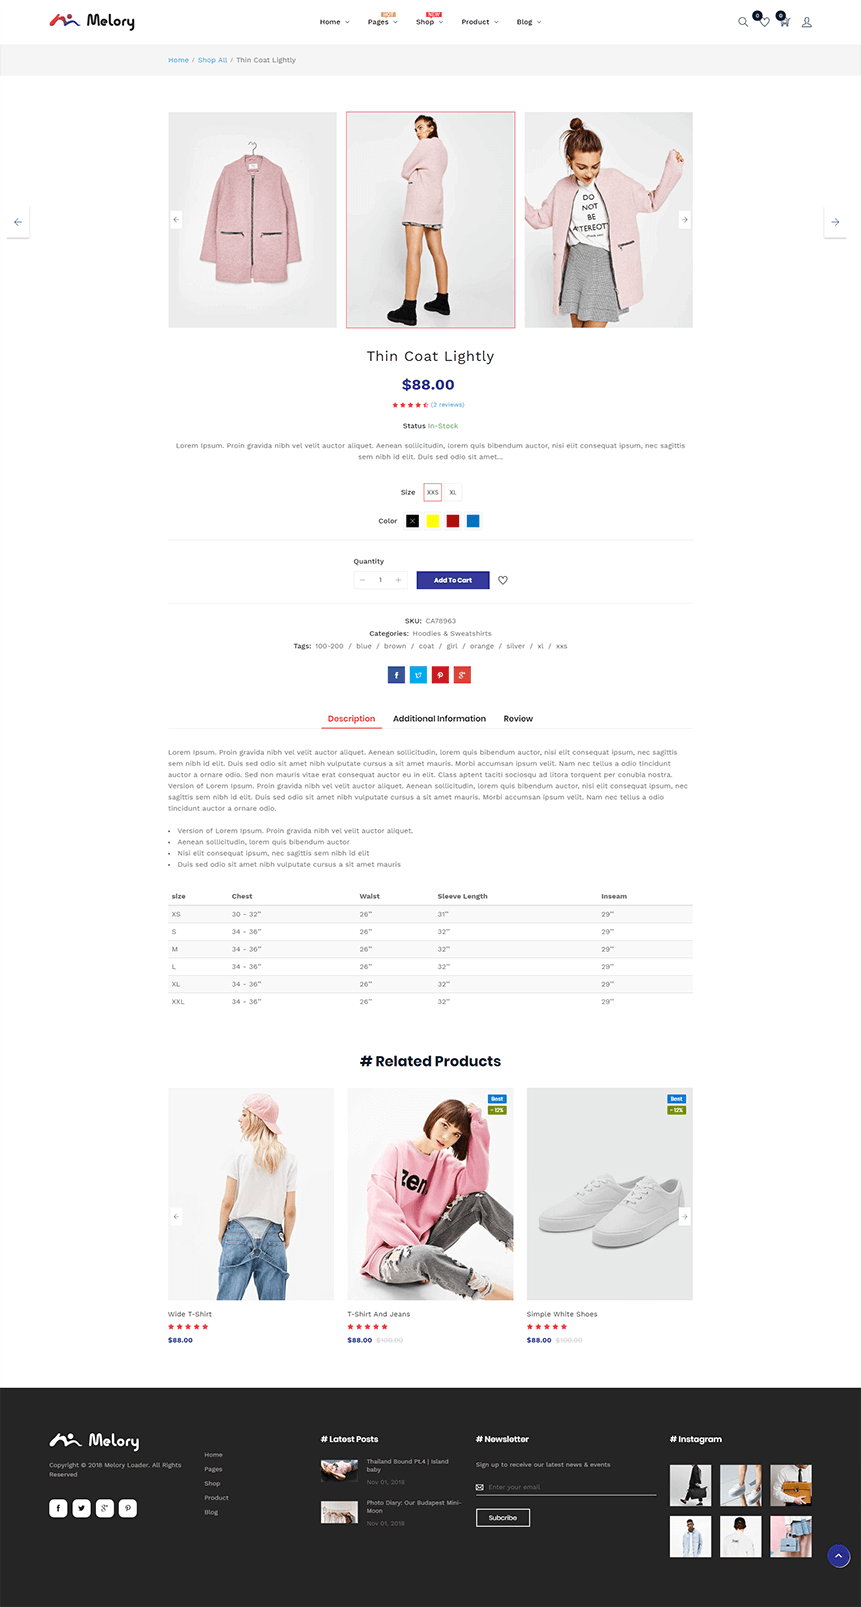 Melory
Home
Pages
HOT
Shop
NEW
Product
Blog
0
0
Home / Shop All / Thin Coat Lightly
DO
NOT
BE
Thin Coat Lightly
$88.00
(2 reviews)
Status In-Stock
Lorem Ipsum. Proin gravida nibh vel velit auctor aliquet. Aenean sollicitudin, lorem quis bibendum auctor, nisi elit consequat ipsum, nec sagittis
sem nibh id elit. Duis sed odio sit amet...
Size XXS XL
Color
Quantity
1
Add To Cart
SKU: CA78963
Categories: Hoodies & Sweatshirts
Tags: 100-200 / blue / brown / coat / girl / orange / silver / xl / xxs
Description
Additional Information
Review
Lorem Ipsum. Proin gravida nibh vel velit auctor aliquet. Aenean sollicitudin, lorem quis bibendum auctor, nisi elit consequat ipsum, nec sagittis
sem nibh id elit. Duis sed odio sit amet nibh vulputate cursus a sit amet mauris. Morbi accumsan ipsum velit. Nam nec tellus a odio tincidunt
auctor a ornare odio. Sed non mauris vitae erat consequat auctor eu in elit. Class aptent taciti sociosqu ad litora torquent per conubia nostra.
Version of Lorem Ipsum. Proin gravida nibh vel velit auctor aliquet. Aenean sollicitudin, lorem quis bibendum auctor, nisi elit consequat ipsum, nec
sagittis sem nibh id elit. Duis sed odio sit amet nibh vulputate cursus a sit amet mauris. Morbi accumsan ipsum velit. Nam nec tellus a odio
tincidunt auctor a ornare odio.
Version of Lorem Ipsum. Proin gravida nibh vel velit auctor aliquet.
Aenean sollicitudin, lorem quis bibendum auctor
Nisi elit consequat ipsum, nec sagittis sem nibh id elit
Duis sed odio sit amet nibh vulputate cursus a sit amet mauris
size Chest Waist Sleeve Length Inseam
XS 30 - 32'" 26'" 31'" 29'"
S 34 - 36'" 26'" 32'" 29'"
M 34 - 36'" 26'" 32'" 29'"
L 34 - 36'" 26'" 32'" 29'"
XL 34 - 36'" 26'" 32'" 29'"
XXL 34 - 36'" 26'" 32'" 29'"
# Related Products
Best
-12%
Best
-12%
zen
Wide T-Shirt
$88.00
T-Shirt And Jeans
$88.00 $100.00
Simple White Shoes
$88.00 $100.00
Melory
Copyright © 2018 Melory Loader. All Rights
Reserved
Home
Pages
Shop
Product
Blog
# Latest Posts
Thailand Bound Pt.4 | Island
baby
Nov 01, 2018
Photo Diary: Our Budapest Mini-
Moon
Nov 01, 2018
# Newsletter
Sign up to receive our latest news & events
Enter your email
Subcribe
# Instagram